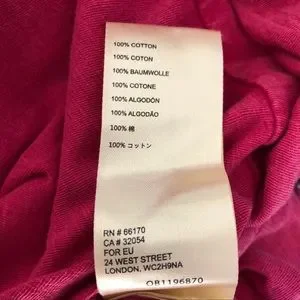 100% COTTON
100% COTON
100% BAUMWOLLE
100% COTONE
100% ALGODÓN
100% ALGODÃO
100% 棉
100% コットン
RN # 66170
CA # 32054
FOR EU
24 WEST STREET
LONDON, WC2H9NA
OB1196870